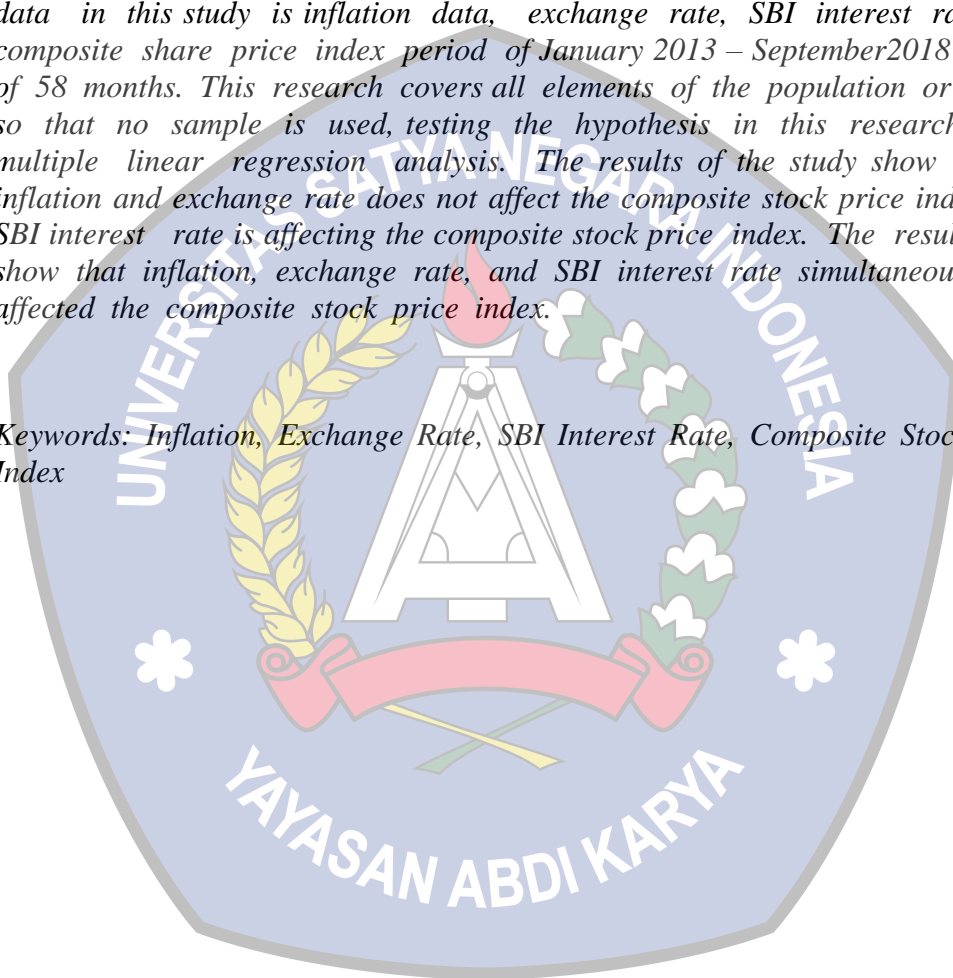 data in this study is inflation data, exchange rate, SBI interest ra
composite share price index period of January 2013 – September2018
of 58 months. This research covers all elements of the population or
so that no sample is used, testing the hypothesis in this research
multiple linear regression analysis. The results of the study show
inflation and exchange rate does not affect the composite stock price ind
SBI interest rate is affecting the composite stock price index. The resul
show that inflation, exchange rate, and SBI interest rate simultaneou
affected the composite stock price index.
Keywords: Inflation, Exchange Rate, SBI Interest Rate, Composite Stoc
Index
UNIVERSITAS SATYA NEGARA INDONESIA
YAYASAN ABDI KARYA